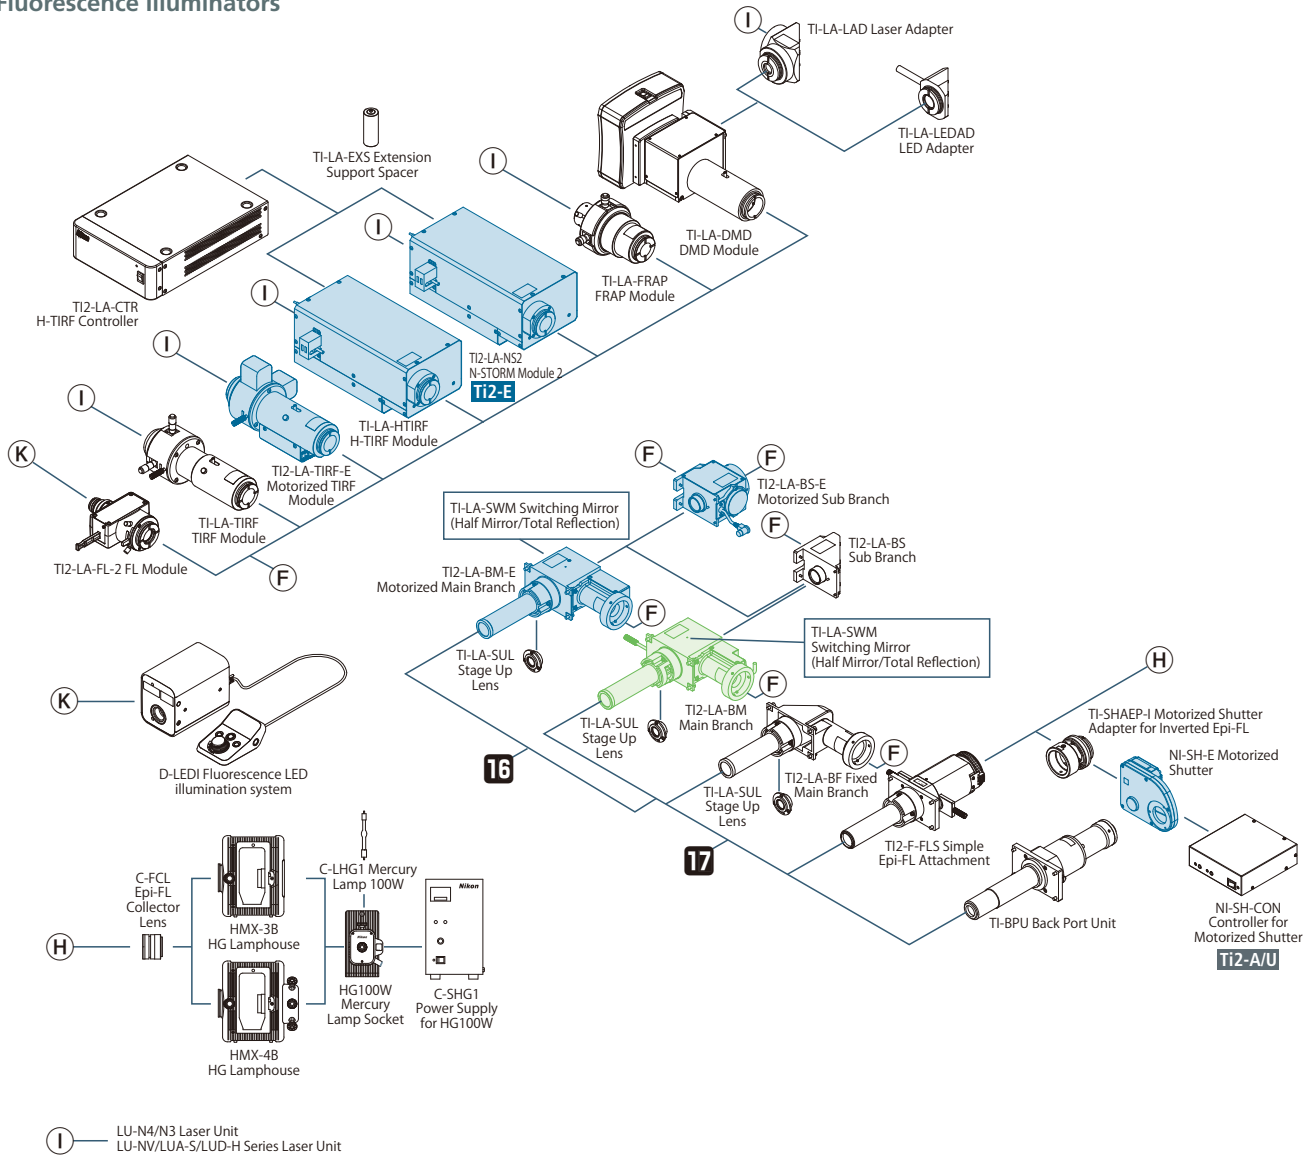 Fluorescence Illuminators
I
TI-LA-LAD Laser Adapter
TI-LA-LEDAD
LED Adapter
TI-LA-EXS Extension
Support Spacer
I
TI-LA-DMD
DMD Module
I
TI-LA-FRAP
FRAP Module
TI2-LA-CTR
H-TIRF Controller
I
TI2-LA-NS2
N-STORM Module 2
Ti2-E
I
TI-LA-HTIRF
H-TIRF Module
I
TI2-LA-TIRF-E
Motorized TIRF
Module
K
TI-LA-TIRF
TIRF Module
TI2-LA-FL-2 FL Module
F
F
F
TI2-LA-BS-E
Motorized Sub Branch
TI-LA-SWM Switching Mirror
(Half Mirror/Total Reflection)
F
TI2-LA-BS
Sub Branch
TI2-LA-BM-E
Motorized Main Branch
F
TI-LA-SUL
Stage Up
Lens
TI-LA-SWM
Switching Mirror
(Half Mirror/Total Reflection)
F
TI2-LA-BM
Main Branch
TI-LA-SUL
Stage Up
Lens
H
TI-SHAEP-I Motorized Shutter
Adapter for Inverted Epi-FL
NI-SH-E Motorized
Shutter
F
TI2-LA-BF Fixed
Main Branch
TI-LA-SUL
Stage Up
Lens
16
17
TI2-F-FLS Simple
Epi-FL Attachment
TI-BPU Back Port Unit
NI-SH-CON
Controller for
Motorized Shutter
Ti2-A/U
K
D-LEDI Fluorescence LED
illumination system
C-FCL
Epi-FL
Collector
Lens
H
HMX-3B
HG Lamphouse
HMX-4B
HG Lamphouse
C-LHG1 Mercury
Lamp 100W
HG100W
Mercury
Lamp Socket
Nikon
C-SHG1
Power Supply
for HG100W
I
LU-N4/N3 Laser Unit
LU-NV/LUA-S/LUD-H Series Laser Unit